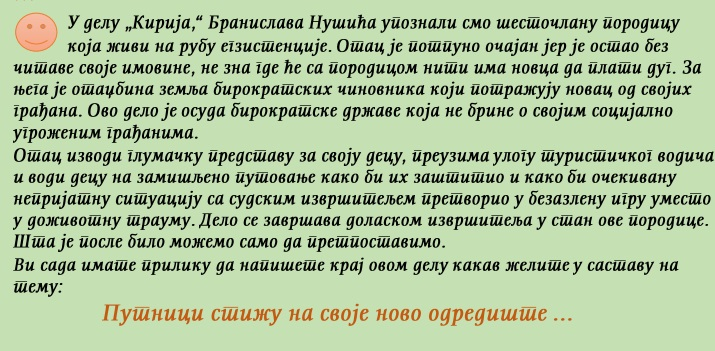 У делу „Кирија,“ Бранислава Нушића упознали смо шесточлану породицу
која живи на рубу егзистенције. Отац је потпуно очајан јер је остао без
читаве своје имовине, не зна где ће са породицом нити има новца да плати дуг. За
њега је отаџбина земља бирократских чиновника који потражују новац од својих
грађана. Ово дело је осуда бирократске државе која не брине о својим социјално
угроженим грађанима.
Отац изводи глумачку представу за своју децу, преузима улогу туристичког водича
и води децу на замишљено путовање како би их заштитио и како би очекивану
непријатну ситуацију са судским извршитељем претворио у безазлену игру уместо
у доживотну трауму. Дело се завршава доласком извршитеља у стан ове породице.
Шта је после било можемо само да претпоставимо.
Ви сада имате прилику да напишете крај овом делу какав желите у саставу на
тему:
Путници стижу на своје ново одредиште ...